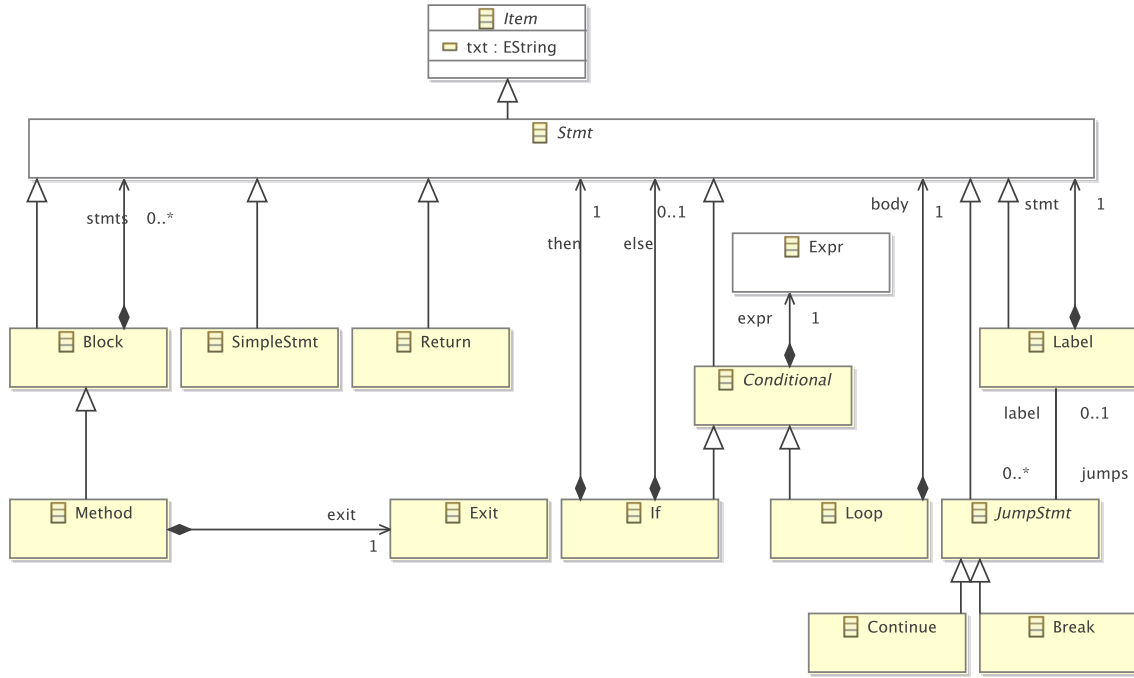 Item
txt : EString
Stmt
stmts 0..*
1
0..1
body 1
stmt 1
then
else
Expr
expr 1
Block
SimpleStmt
Return
Label
Conditional
label 0..1
0..* jumps
Method
exit
1
Exit
If
Loop
JumpStmt
Continue
Break